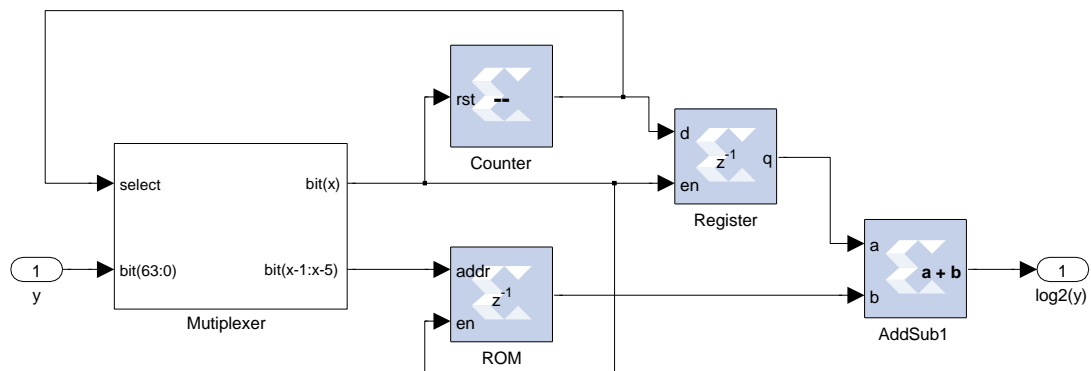 rst
--
Counter
d
z-1
q
en
Register
select
bit(x)
bit(63:0)
bit(x-1:x-5)
Mutiplexer
1
y
addr
z-1
en
ROM
a
a + b
b
AddSub1
1
log2(y)